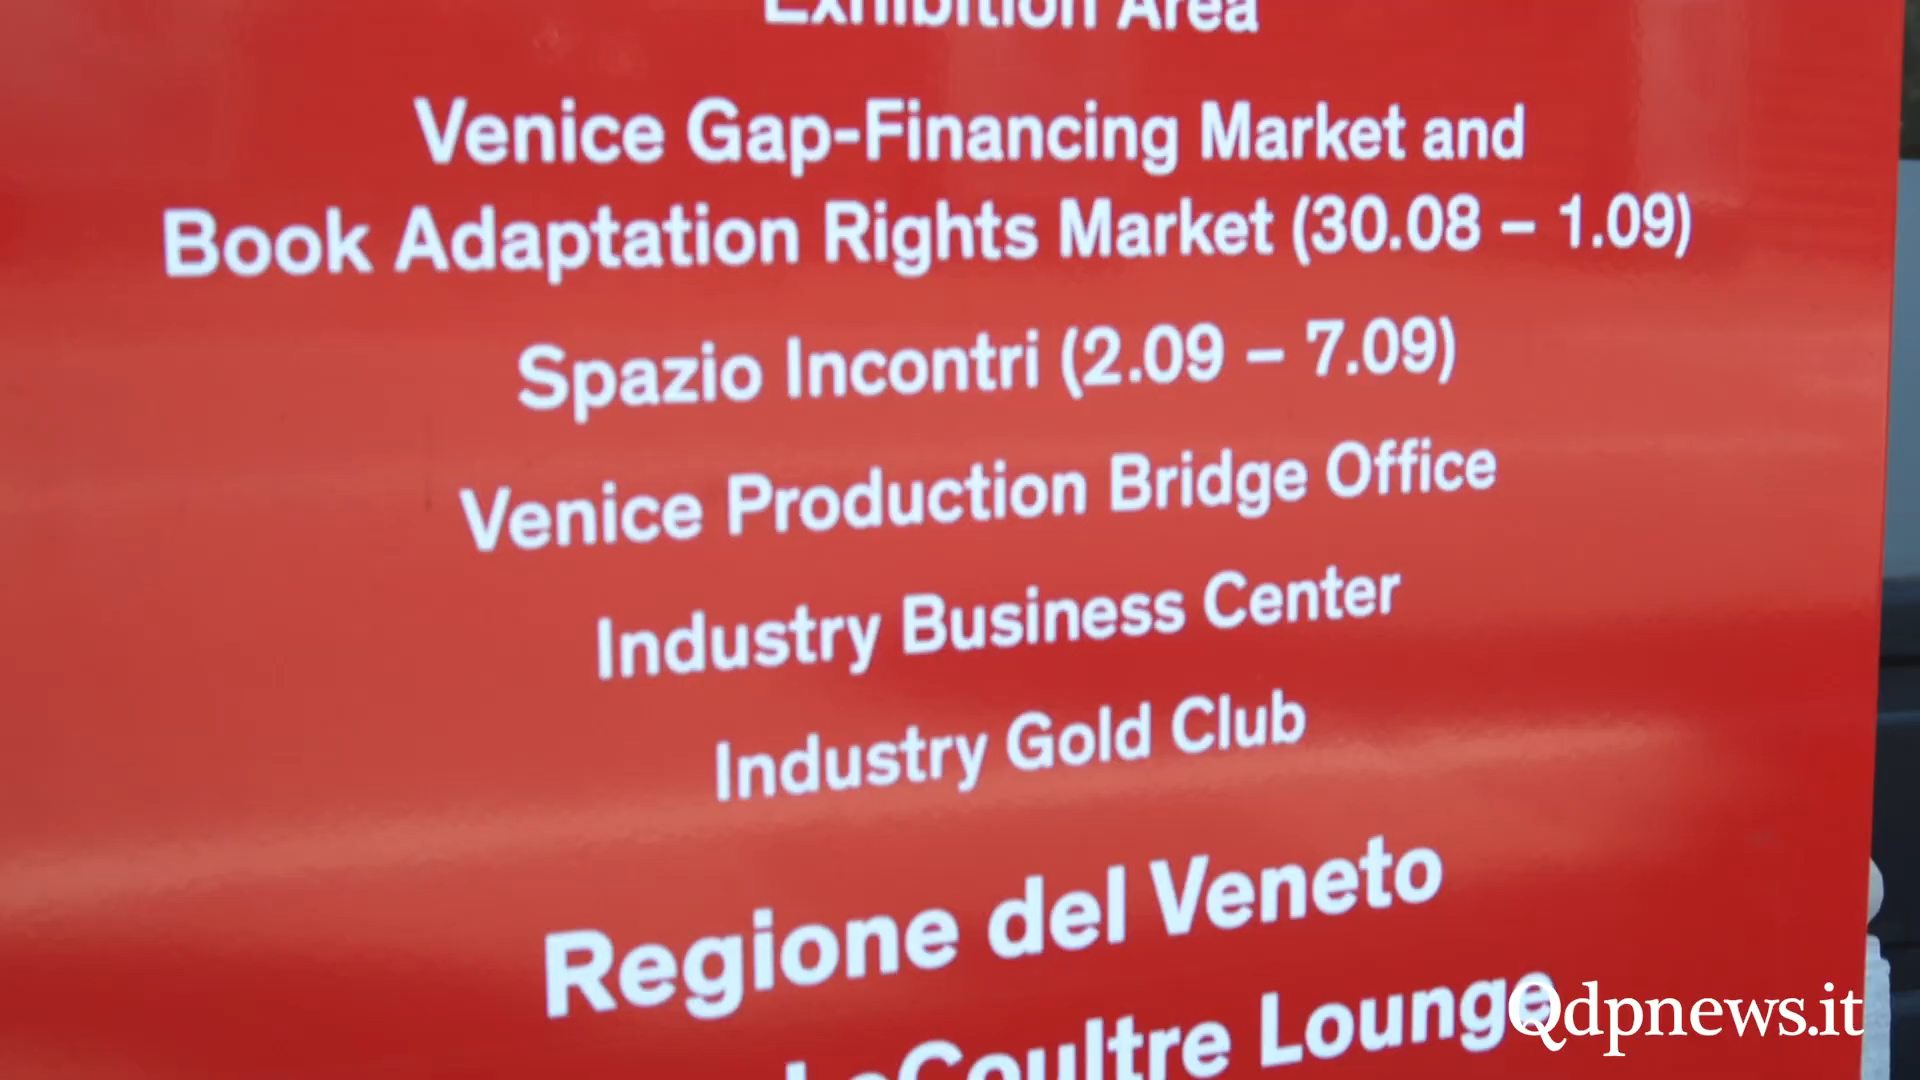 Exhibition Area
Venice Gap-Financing Market and
Book Adaptation Rights Market (30.08 – 1.09)
Spazio Incontri (2.09 – 7.09)
Venice Production Bridge Office
Industry Business Center
Industry Gold Club
Regione del Veneto
LeCoultre Lounge
Qdpnews.it